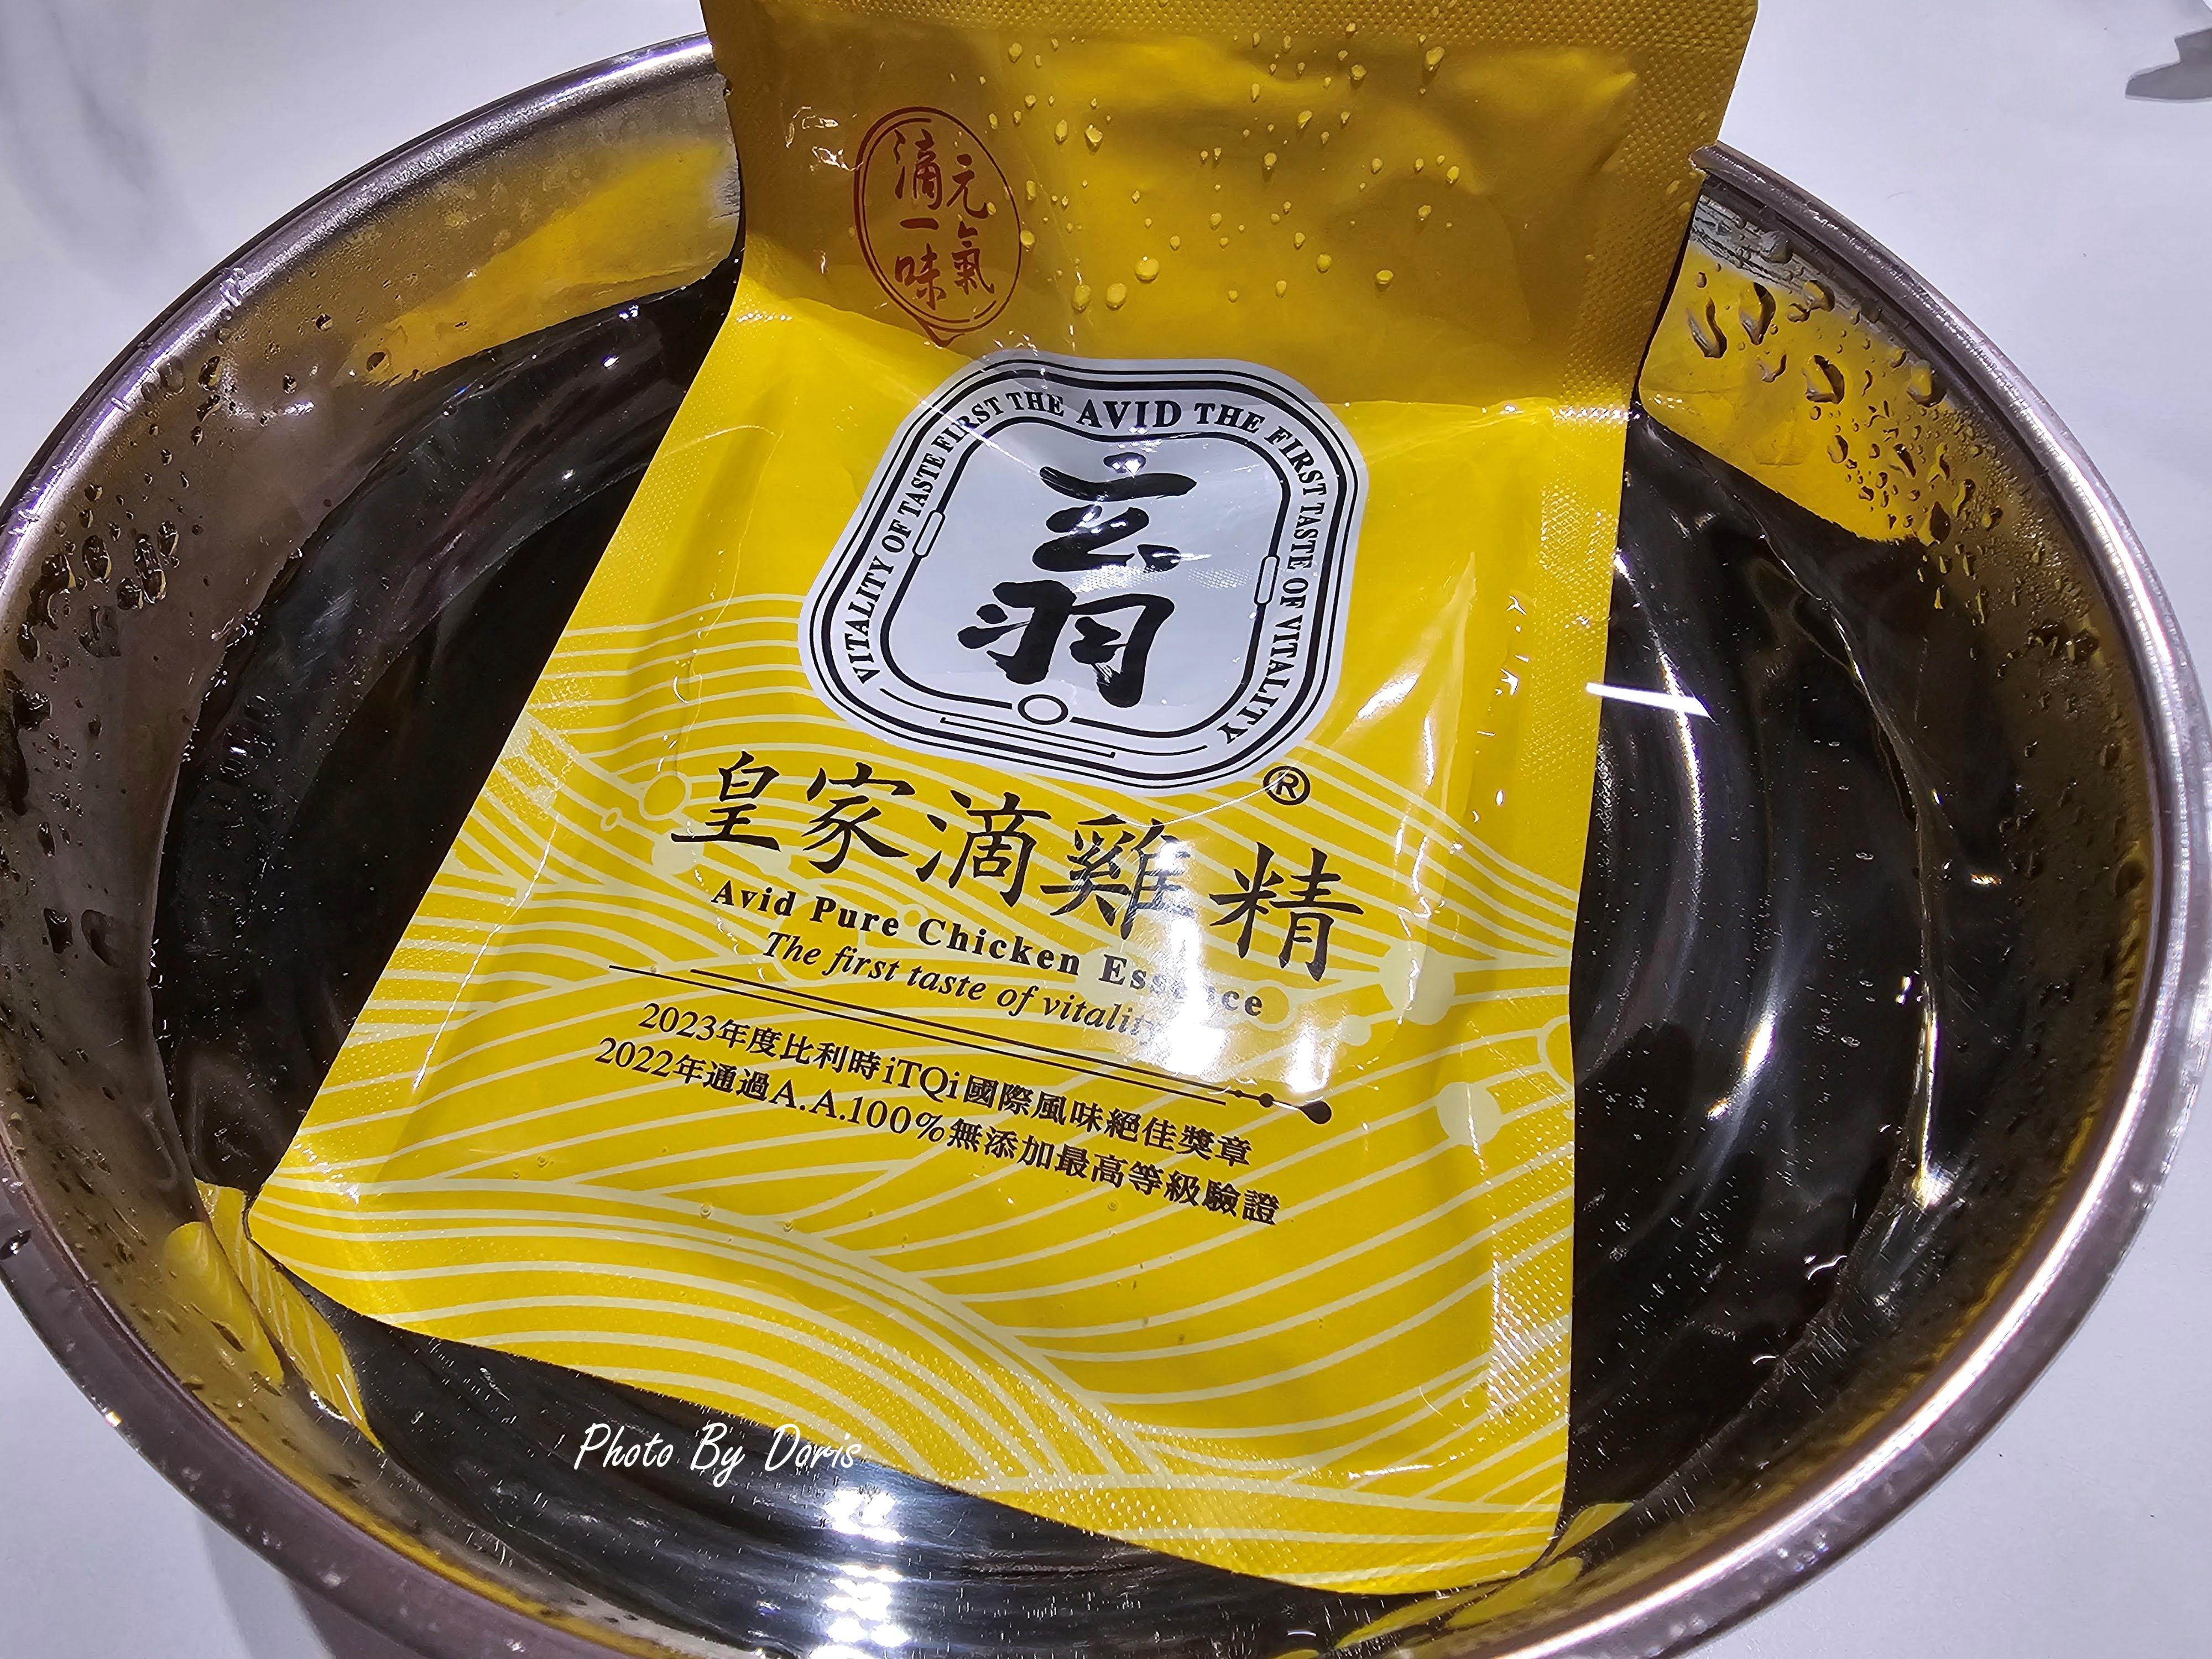 元氣
滴一味
VITALITY OF TASTE FIRST THE AVID THE FIRST TASTE OF VITALITY
玄羽
®
皇家滴雞精
Avid Pure Chicken Essence
The first taste of vitality
2023年度比利時iTQi國際風味絕佳獎章
2022年通過A.A.100%無添加最高等級驗證
Photo By Doris